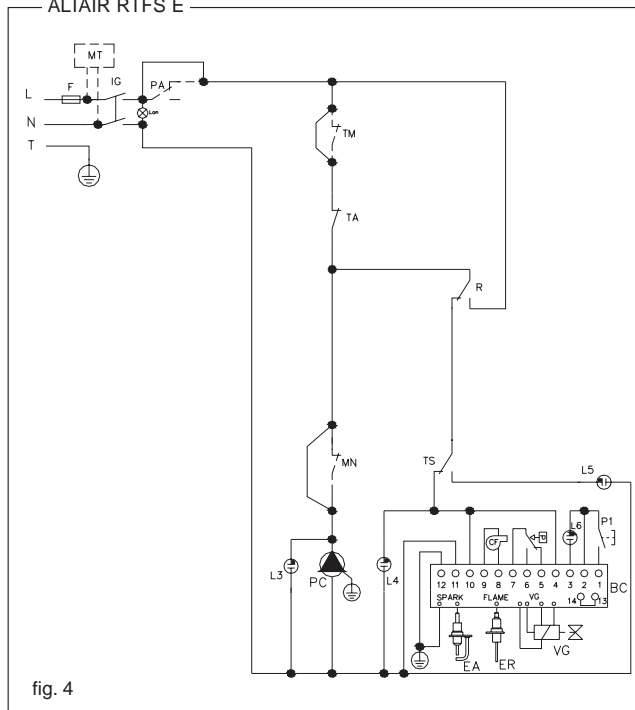 ALTAIR RTFS E
MT
L F IG PA
Lan
N
T
TM
TA
R
MN
TS
L5
L6 P1
CF
L3 PC L4
12 11 10 9 8 7 6 5 4 3 2 1
SPARK FLAME VG 14 13 BC
EA ER VG
fig. 4